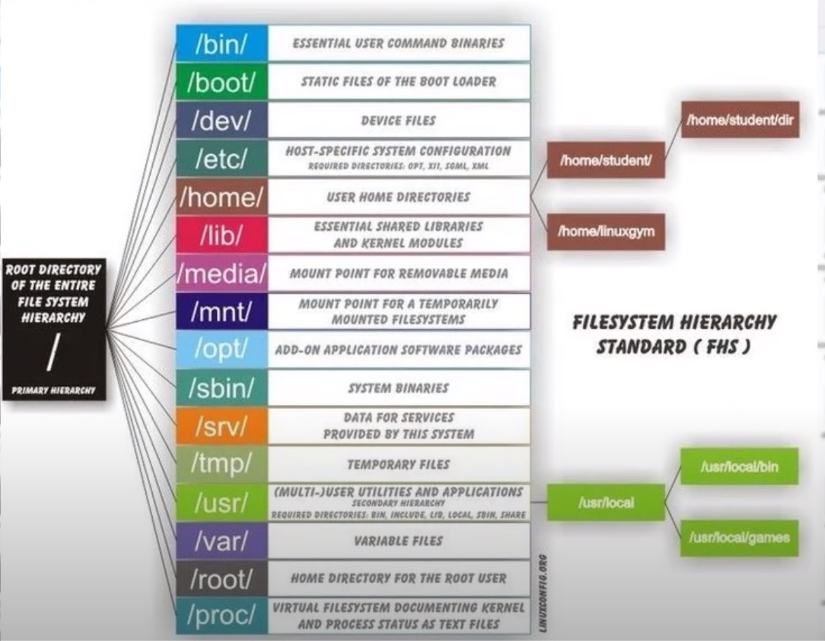 ROOT DIRECTORY
OF THE ENTIRE
FILE SYSTEM
HIERARCHY
/
PRIMARY HIERARCHY
/bin/
ESSENTIAL USER COMMAND BINARIES
/boot/
STATIC FILES OF THE BOOT LOADER
/dev/
DEVICE FILES
/etc/
HOST-SPECIFIC SYSTEM CONFIGURATION
REQUIRED DIRECTORIES: OPT, XII, SGML, XML
/home/
USER HOME DIRECTORIES
/lib/
ESSENTIAL SHARED LIBRARIES
AND KERNEL MODULES
/media/
MOUNT POINT FOR REMOVABLE MEDIA
/mnt/
MOUNT POINT FOR A TEMPORARILY
MOUNTED FILESYSTEMS
/opt/
ADD-ON APPLICATION SOFTWARE PACKAGES
/sbin/
SYSTEM BINARIES
/srv/
DATA FOR SERVICES
PROVIDED BY THIS SYSTEM
/tmp/
TEMPORARY FILES
/usr/
(MULTI-)USER UTILITIES AND APPLICATIONS
SECONDARY HIERARCHY
REQUIRED DIRECTORIES: BIN, INCLUDE, LIB, LOCAL, SBIN, SHARE
/var/
VARIABLE FILES
/root/
HOME DIRECTORY FOR THE ROOT USER
/proc/
VIRTUAL FILESYSTEM DOCUMENTING KERNEL
AND PROCESS STATUS AS TEXT FILES
/home/student/
/home/student/dir
/home/linuxgym
FILESYSTEM HIERARCHY
STANDARD ( FHS )
/usr/local
/usr/local/bin
/usr/local/games
LINUXCONFIG.ORG